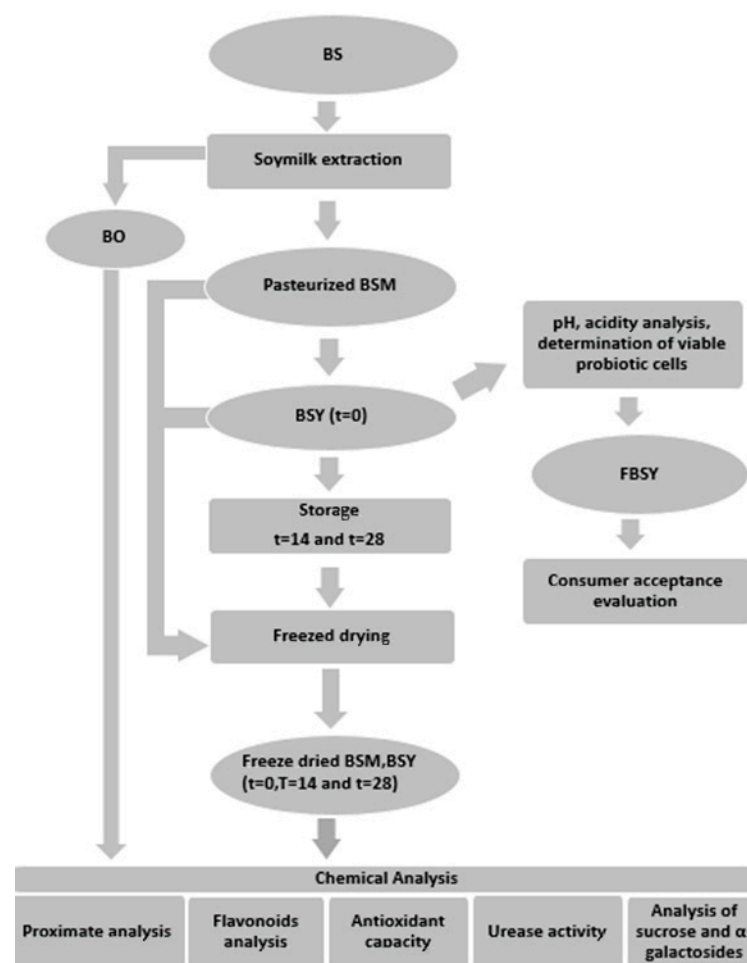 BS
Soymilk extraction
BO
Pasteurized BSM
pH, acidity analysis,
determination of viable
probiotic cells
BSY (t=0)
FBSY
Storage
t=14 and t=28
Consumer acceptance
evaluation
Freezed drying
Freeze dried BSM,BSY
(t=0,T=14 and t=28)
Chemical Analysis
Proximate analysis
Flavonoids
analysis
Antioxidant
capacity
Urease activity
Analysis of
sucrose and α
galactosides